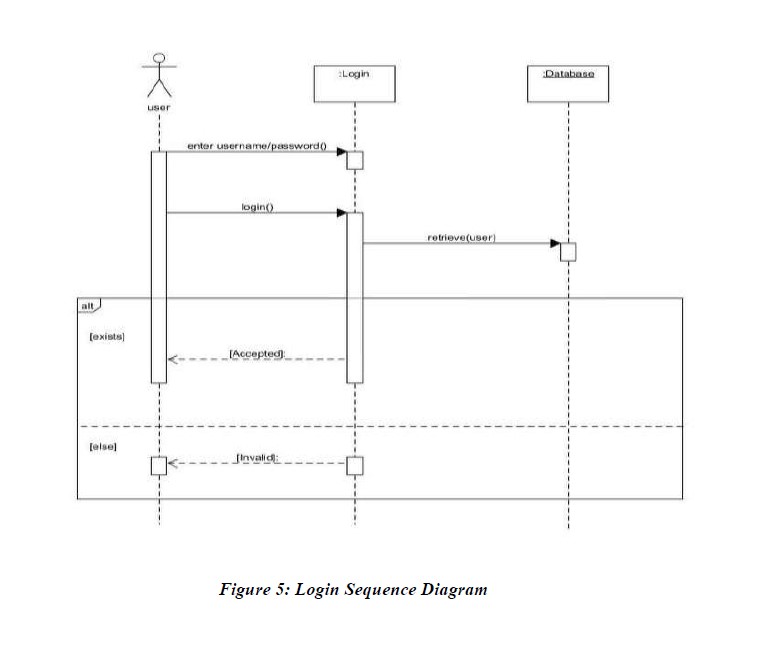 :Login
:Database
user
enter username/password()
login()
retrieve(user)
alt
[exists]
[Accepted]:
[else]
[Invalid]:
Figure 5: Login Sequence Diagram